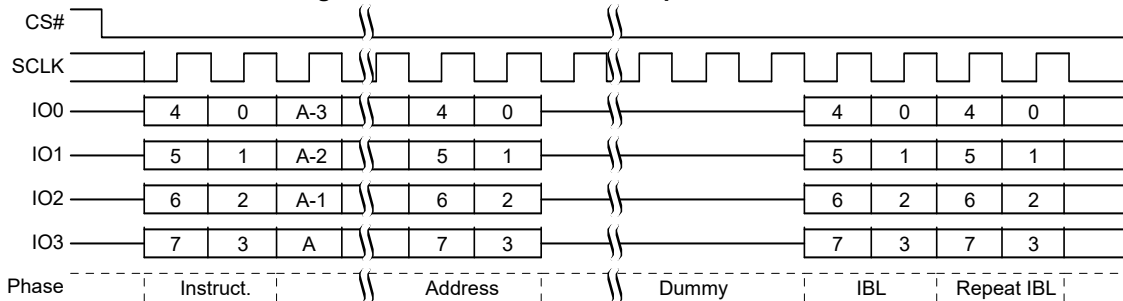 CS#
SCLK
IO0 4 0 A-3 4 0 4 0 4 0
IO1 5 1 A-2 5 1 5 1 5 1
IO2 6 2 A-1 6 2 6 2 6 2
IO3 7 3 A 7 3 7 3 7 3
Phase Instruct. Address Dummy IBL Repeat IBL